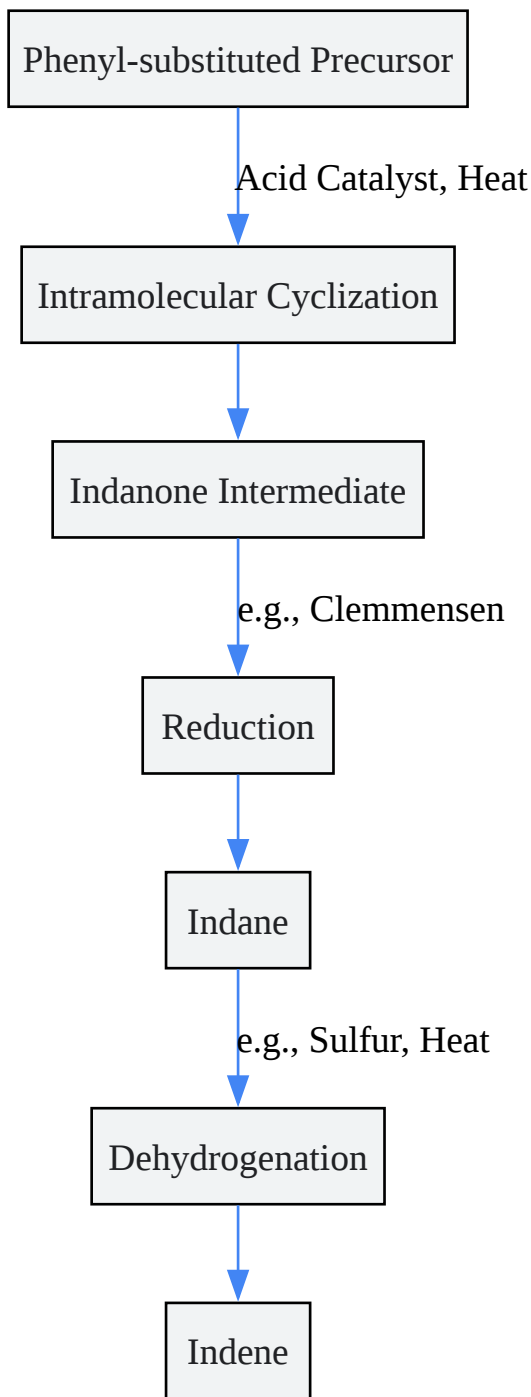 Phenyl-substituted Precursor
Acid Catalyst, Heat
Intramolecular Cyclization
Indanone Intermediate
e.g., Clemmensen
Reduction
Indane
e.g., Sulfur, Heat
Dehydrogenation
Indene